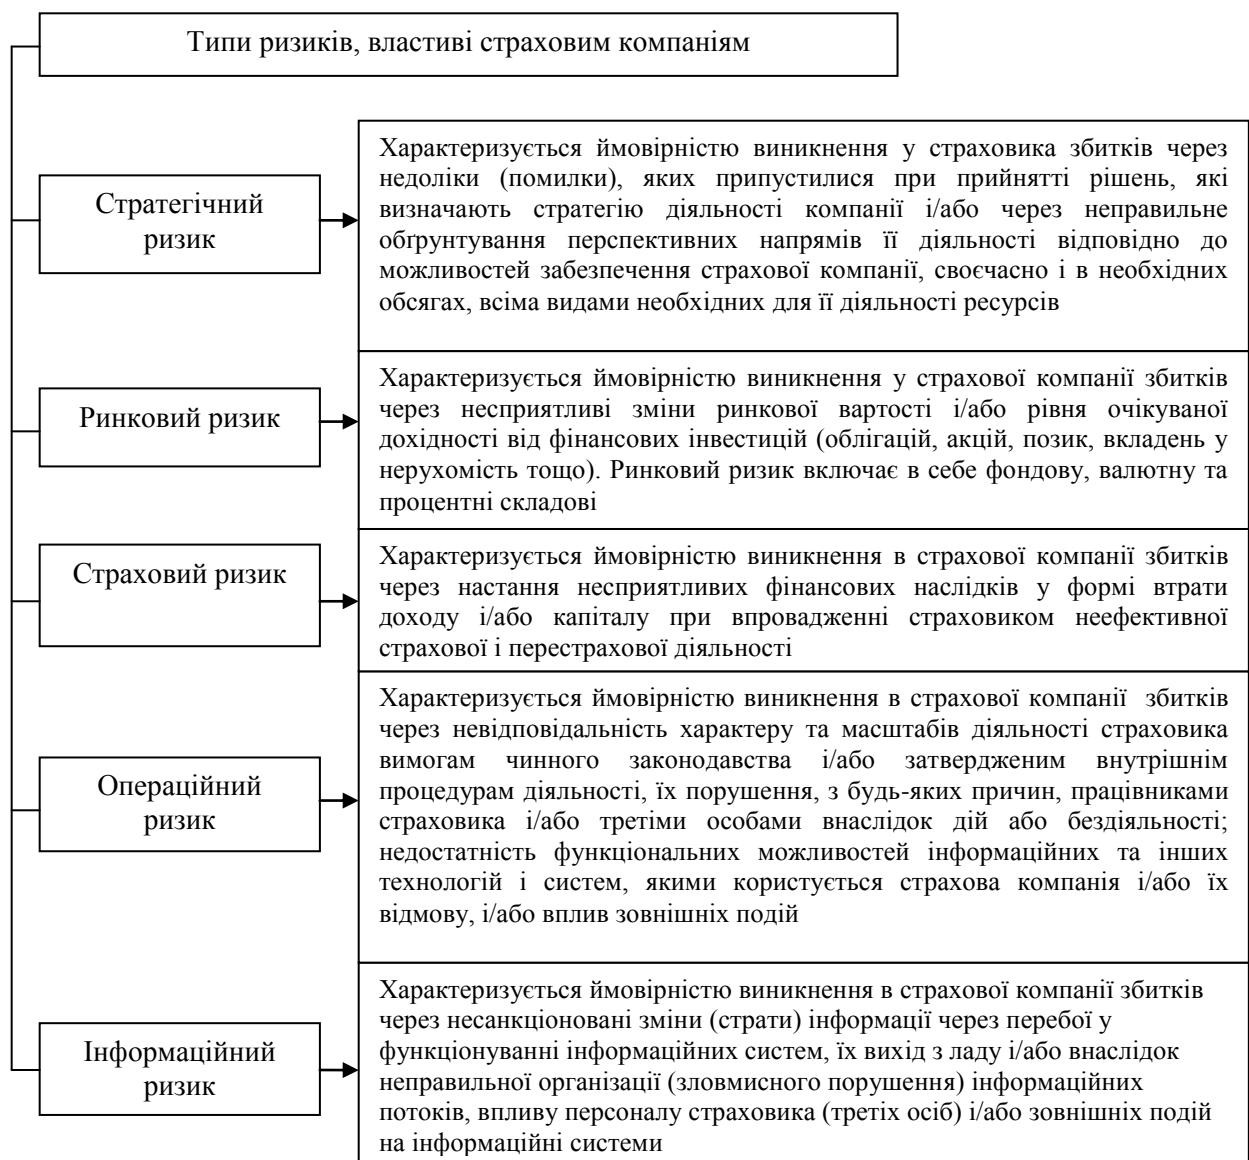 Типи ризиків, властиві страховим компаніям
Стратегічний
ризик
Характеризується ймовірністю виникнення у страховика збитків через
недоліки (помилки), яких припустилися при прийнятті рішень, які
визначають стратегію діяльності компанії і/або через неправильне
обґрунтування перспективних напрямів її діяльності відповідно до
можливостей забезпечення страхової компанії, своєчасно і в необхідних
обсягах, всіма видами необхідних для її діяльності ресурсів
Ринковий ризик
Характеризується ймовірністю виникнення у страхової компанії збитків
через несприятливі зміни ринкової вартості і/або рівня очікуваної
дохідності від фінансових інвестицій (облігацій, акцій, позик, вкладень у
нерухомість тощо). Ринковий ризик включає в себе фондову, валютну та
процентні складові
Страховий ризик
Характеризується ймовірністю виникнення в страхової компанії збитків
через настання несприятливих фінансових наслідків у формі втрати
доходу і/або капіталу при впровадженні страховиком неефективної
страхової і перестрахової діяльності
Операційний
ризик
Характеризується ймовірністю виникнення в страхової компанії збитків
через невідповідальність характеру та масштабів діяльності страховика
вимогам чинного законодавства і/або затвердженим внутрішнім
процедурам діяльності, їх порушення, з будь-яких причин, працівниками
страховика і/або третіми особами внаслідок дій або бездіяльності;
недостатність функціональних можливостей інформаційних та інших
технологій і систем, якими користується страхова компанія і/або їх
відмову, і/або вплив зовнішніх подій
Інформаційний
ризик
Характеризується ймовірністю виникнення в страхової компанії збитків
через несанкціоновані зміни (страти) інформації через перебої у
функціонуванні інформаційних систем, їх вихід з ладу і/або внаслідок
неправильної організації (зловмисного порушення) інформаційних
потоків, впливу персоналу страховика (третіх осіб) і/або зовнішніх подій
на інформаційні системи